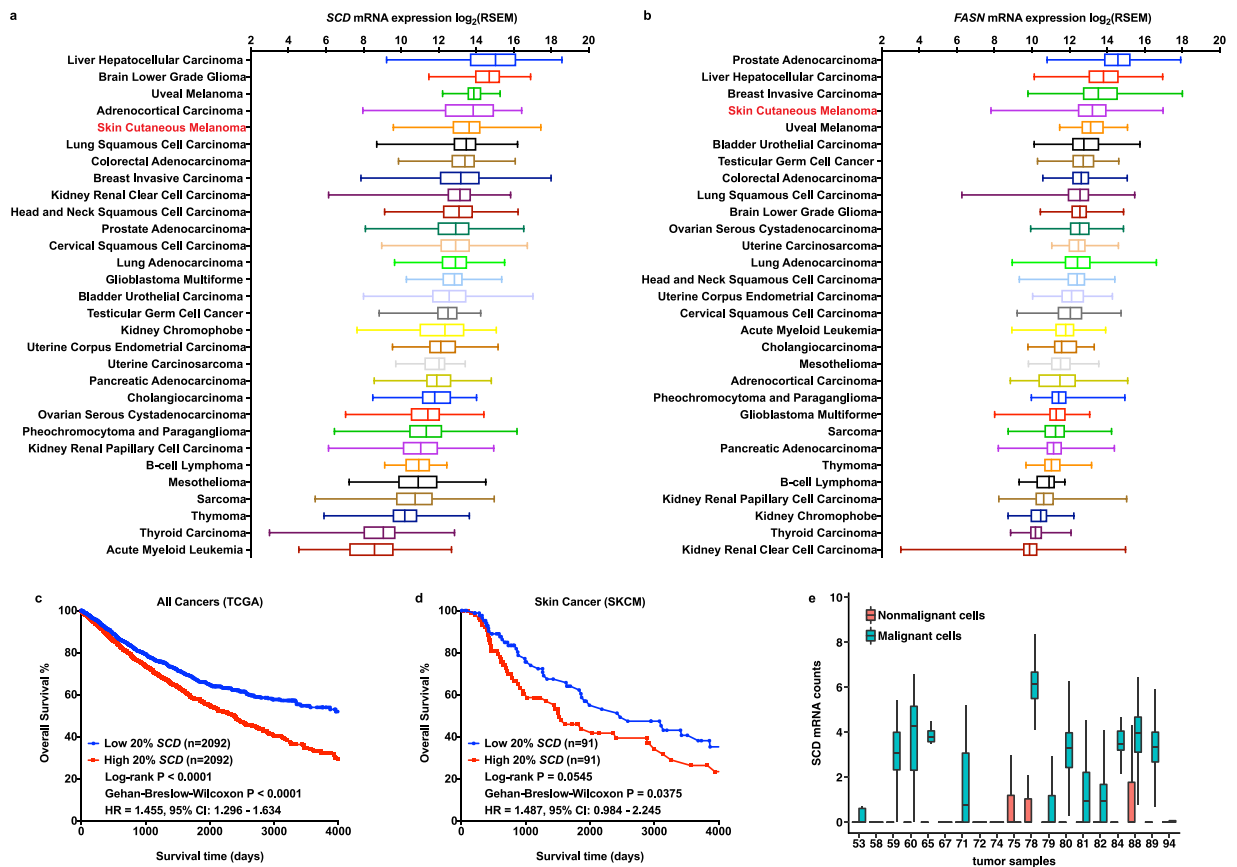 a
SCD mRNA expression log2(RSEM)
2 4 6 8 10 12 14 16 18 20
Liver Hepatocellular Carcinoma
Brain Lower Grade Glioma
Uveal Melanoma
Adrenocortical Carcinoma
Skin Cutaneous Melanoma
Lung Squamous Cell Carcinoma
Colorectal Adenocarcinoma
Breast Invasive Carcinoma
Kidney Renal Clear Cell Carcinoma
Head and Neck Squamous Cell Carcinoma
Prostate Adenocarcinoma
Cervical Squamous Cell Carcinoma
Lung Adenocarcinoma
Glioblastoma Multiforme
Bladder Urothelial Carcinoma
Testicular Germ Cell Cancer
Kidney Chromophobe
Uterine Corpus Endometrial Carcinoma
Uterine Carcinosarcoma
Pancreatic Adenocarcinoma
Cholangiocarcinoma
Ovarian Serous Cystadenocarcinoma
Pheochromocytoma and Paraganglioma
Kidney Renal Papillary Cell Carcinoma
B-cell Lymphoma
Mesothelioma
Sarcoma
Thymoma
Thyroid Carcinoma
Acute Myeloid Leukemia
b
FASN mRNA expression log2(RSEM)
2 4 6 8 10 12 14 16 18 20
Prostate Adenocarcinoma
Liver Hepatocellular Carcinoma
Breast Invasive Carcinoma
Skin Cutaneous Melanoma
Uveal Melanoma
Bladder Urothelial Carcinoma
Testicular Germ Cell Cancer
Colorectal Adenocarcinoma
Lung Squamous Cell Carcinoma
Brain Lower Grade Glioma
Ovarian Serous Cystadenocarcinoma
Uterine Carcinosarcoma
Lung Adenocarcinoma
Head and Neck Squamous Cell Carcinoma
Uterine Corpus Endometrial Carcinoma
Cervical Squamous Cell Carcinoma
Acute Myeloid Leukemia
Cholangiocarcinoma
Mesothelioma
Adrenocortical Carcinoma
Pheochromocytoma and Paraganglioma
Glioblastoma Multiforme
Sarcoma
Pancreatic Adenocarcinoma
Thymoma
B-cell Lymphoma
Kidney Renal Papillary Cell Carcinoma
Kidney Chromophobe
Thyroid Carcinoma
Kidney Renal Clear Cell Carcinoma
c
All Cancers (TCGA)
Overall Survival %
100
80
60
40
20
0
Low 20% SCD (n=2092)
High 20% SCD (n=2092)
Log-rank P < 0.0001
Gehan-Breslow-Wilcoxon P < 0.0001
HR = 1.455, 95% CI: 1.296 - 1.634
0 1000 2000 3000 4000
Survival time (days)
d
Skin Cancer (SKCM)
Overall Survival %
100
80
60
40
20
0
Low 20% SCD (n=91)
High 20% SCD (n=91)
Log-rank P = 0.0545
Gehan-Breslow-Wilcoxon P = 0.0375
HR = 1.487, 95% CI: 0.984 - 2.245
0 1000 2000 3000 4000
Survival time (days)
e
SCD mRNA counts
10
8
6
4
2
0
Nonmalignant cells
Malignant cells
53 58 59 60 65 67 71 72 74 75 78 79 80 81 82 84 88 89 94
tumor samples